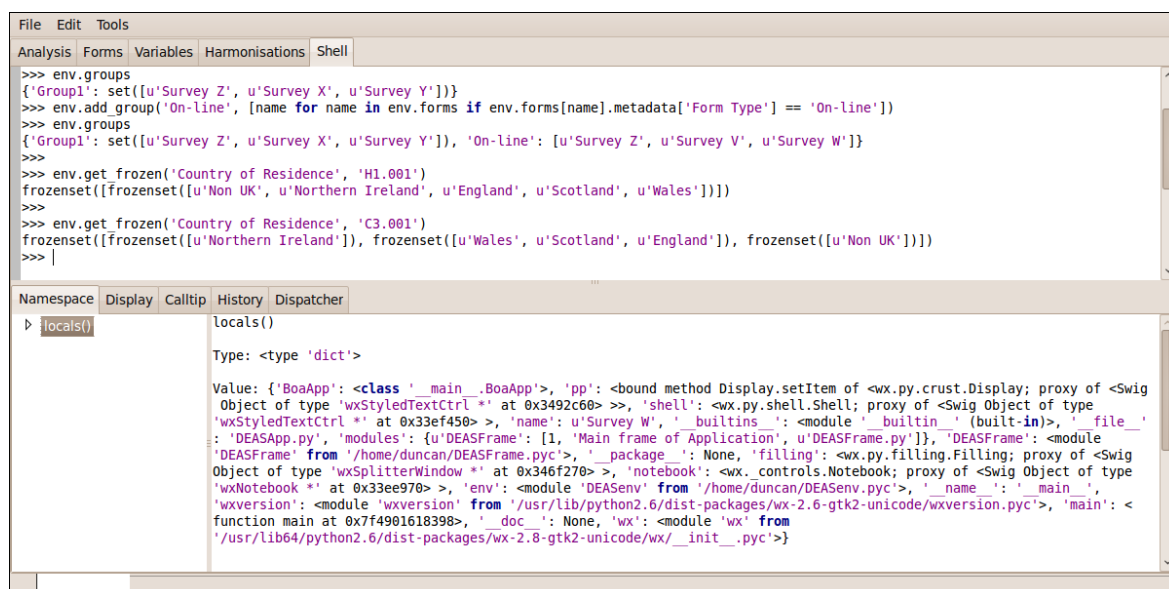 File Edit Tools
Analysis Forms Variables Harmonisations Shell
>>> env.groups
{'Group1': set([u'Survey Z', u'Survey X', u'Survey Y'])}
>>> env.add_group('On-line', [name for name in env.forms if env.forms[name].metadata['Form Type'] == 'On-line'])
>>> env.groups
{'Group1': set([u'Survey Z', u'Survey X', u'Survey Y']), 'On-line': [u'Survey Z', u'Survey V', u'Survey W']}
>>>
>>> env.get_frozen('Country of Residence', 'H1.001')
frozenset([frozenset([u'Non UK', u'Northern Ireland', u'England', u'Scotland', u'Wales'])])
>>>
>>> env.get_frozen('Country of Residence', 'C3.001')
frozenset([frozenset([u'Northern Ireland']), frozenset([u'Wales', u'Scotland', u'England']), frozenset([u'Non UK'])])
>>>
Namespace Display Calltip History Dispatcher
locals()
locals()
Type: <type 'dict'>
Value: {'BoaApp': <class '__main__.BoaApp'>, 'pp': <bound method Display.setItem of <wx.py.crust.Display; proxy of <Swig
Object of type 'wxStyledTextCtrl *' at 0x3492c60> >>, 'shell': <wx.py.shell.Shell; proxy of <Swig Object of type
'wxStyledTextCtrl *' at 0x33ef450> >, 'name': u'Survey W', '__builtins__': <module '__builtin__' (built-in)>, '__file__'
: 'DEASApp.py', 'modules': {u'DEASFrame': [1, 'Main frame of Application', u'DEASFrame.py']}, 'DEASFrame': <module
'DEASFrame' from '/home/duncan/DEASFrame.pyc'>, '__package__': None, 'filling': <wx.py.filling.Filling; proxy of <Swig
Object of type 'wxSplitterWindow *' at 0x346f270> >, 'notebook': <wx._controls.Notebook; proxy of <Swig Object of type
'wxNotebook *' at 0x33ee970> >, 'env': <module 'DEASenv' from '/home/duncan/DEASenv.pyc'>, '__name__': '__main__',
'wxversion': <module 'wxversion' from '/usr/lib/python2.6/dist-packages/wx-2.6-gtk2-unicode/wxversion.pyc'>, 'main': <
function main at 0x7f4901618398>, '__doc__': None, 'wx': <module 'wx' from
'/usr/lib64/python2.6/dist-packages/wx-2.8-gtk2-unicode/wx/__init__.pyc'>}